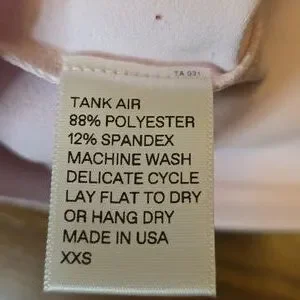 TA 031
TANK AIR
88% POLYESTER
12% SPANDEX
MACHINE WASH
DELICATE CYCLE
LAY FLAT TO DRY
OR HANG DRY
MADE IN USA
XXS